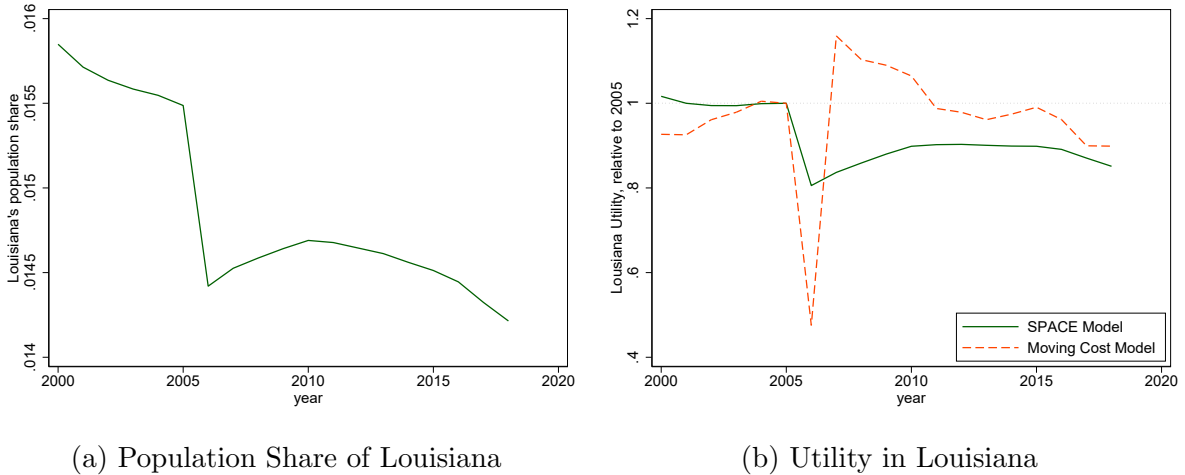 .016
.0155
.015
.0145
.014
Louisiana's population share
2000
2005
2010
2015
2020
year
1.2
1
.8
.6
.4
Lousiana Utility, relative to 2005
SPACE Model
Moving Cost Model
2000
2005
2010
2015
2020
year
(a) Population Share of Louisiana
(b) Utility in Louisiana